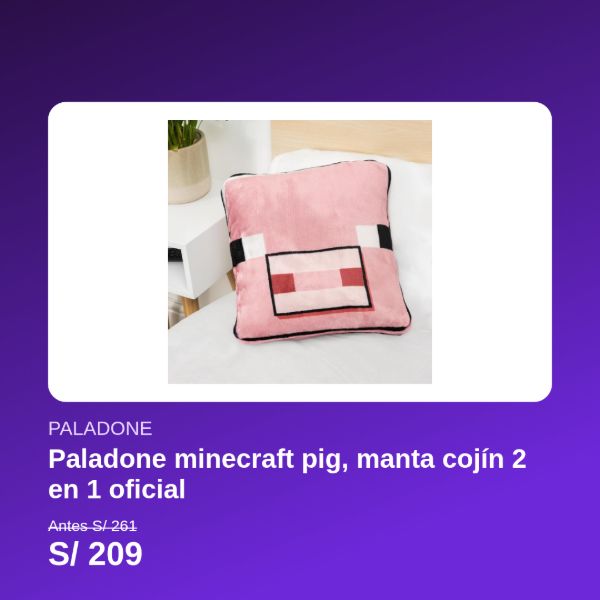 PALADONE
Paladone minecraft pig, manta cojín 2
en 1 oficial
Antes S/ 261
S/ 209